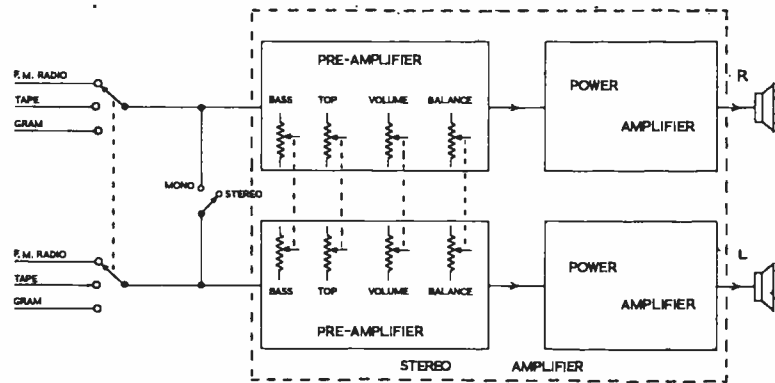 PRE-AMPLIFIER
F.M. RADIO
TAPE
GRAM
BASS TOP VOLUME BALANCE
POWER
AMPLIFIER
R
MONO
STEREO
F.M. RADIO
TAPE
GRAM
BASS TOP VOLUME BALANCE
PRE-AMPLIFIER
POWER
AMPLIFIER
L
STEREO AMPLIFIER